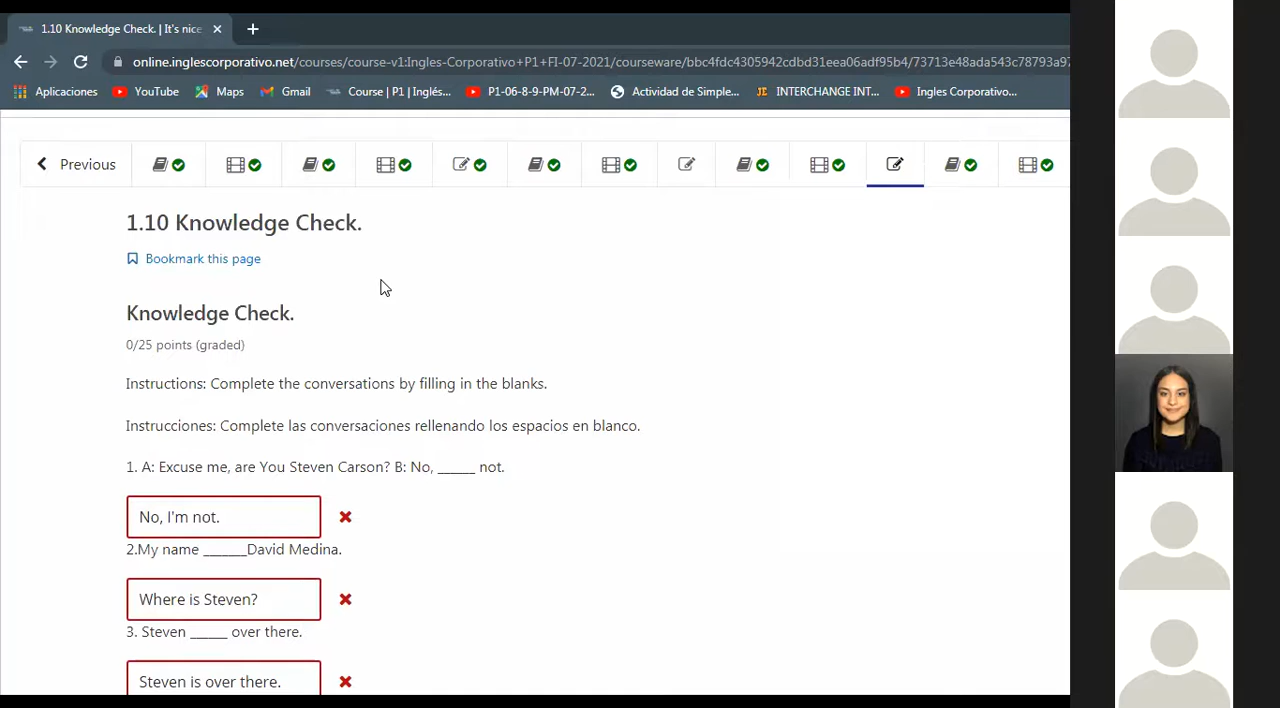 1.10 Knowledge Check. | It's nice
online.inglescorporativo.net/courses/course-v1:Ingles-Corporativo+P1+FI-07-2021/courseware/bbc4fdc4305942cdbd31eea06adf95b4/73713e48ada543c78793a97
Aplicaciones YouTube Maps Gmail Course | P1 | Inglés... P1-06-8-9-PM-07-2... Actividad de Simple... INTERCHANGE INT... Ingles Corporativo...
Previous
1.10 Knowledge Check.
Bookmark this page
Knowledge Check.
0/25 points (graded)
Instructions: Complete the conversations by filling in the blanks.
Instrucciones: Complete las conversaciones rellenando los espacios en blanco.
1. A: Excuse me, are You Steven Carson? B: No, ______ not.
No, I'm not.
2.My name _______David Medina.
Where is Steven?
3. Steven ______ over there.
Steven is over there.